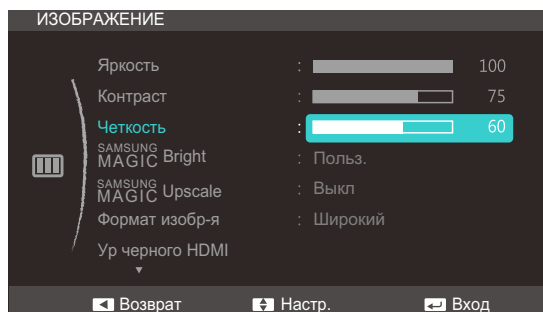 ИЗОБРАЖЕНИЕ
Яркость : 100
Контраст : 75
Четкость : 60
SAMSUNG
MAGIC Bright : Польз.
SAMSUNG
MAGIC Upscale : Выкл
Формат изобр-я : Широкий
Ур черного HDMI
Возврат Настр. Вход